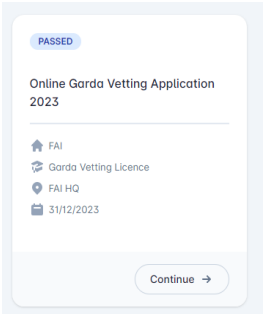 PASSED
Online Garda Vetting Application
2023
FAI
Garda Vetting Licence
FAI HQ
31/12/2023
Continue →